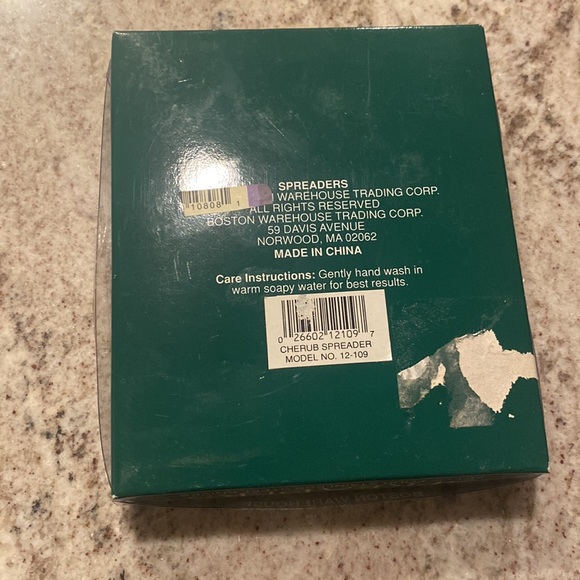 SPREADERS
WAREHOUSE TRADING CORP.
ALL RIGHTS RESERVED
BOSTON WAREHOUSE TRADING CORP.
59 DAVIS AVENUE
NORWOOD, MA 02062
MADE IN CHINA
10808 1
Care Instructions: Gently hand wash in
warm soapy water for best results.
0 26602 12109 7
CHERUB SPREADER
MODEL NO. 12-109